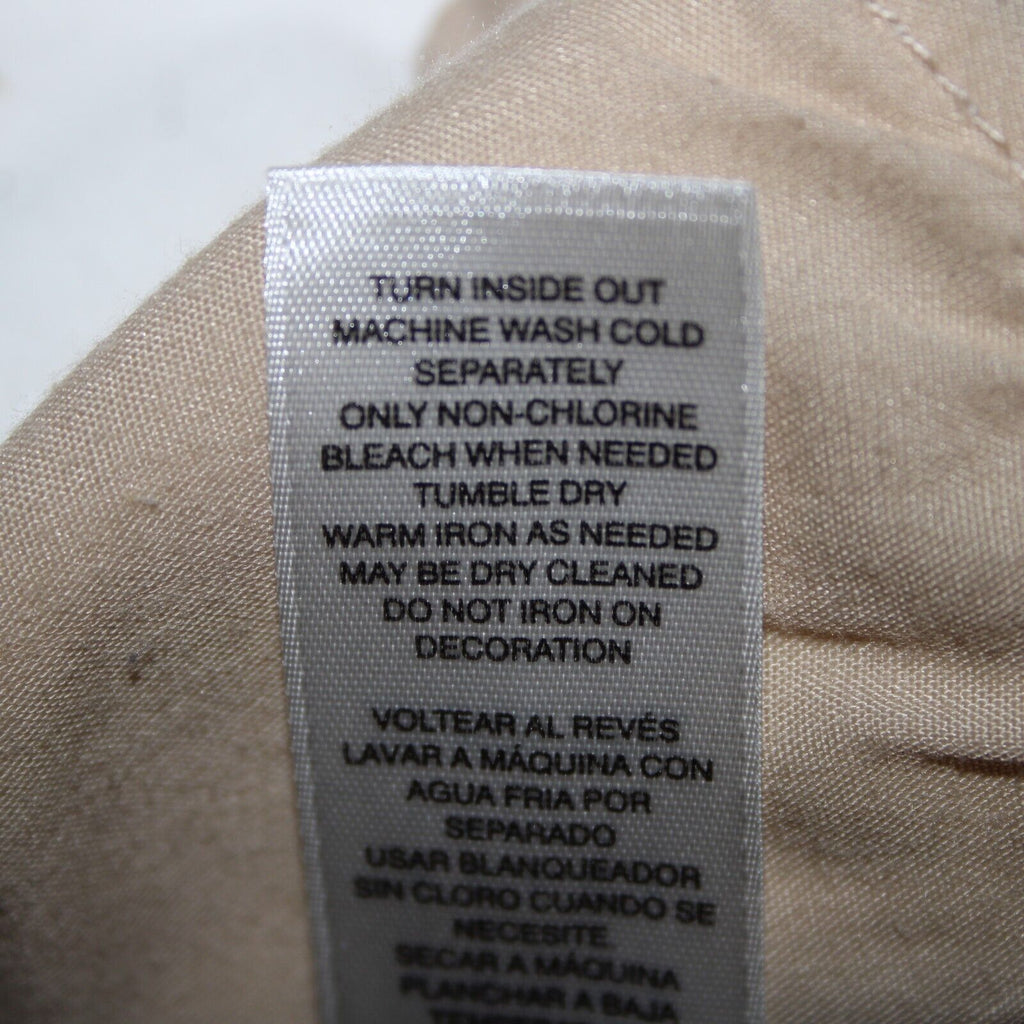 TURN INSIDE OUT
MACHINE WASH COLD
SEPARATELY
ONLY NON-CHLORINE
BLEACH WHEN NEEDED
TUMBLE DRY
WARM IRON AS NEEDED
MAY BE DRY CLEANED
DO NOT IRON ON
DECORATION
VOLTEAR AL REVÉS
LAVAR A MÁQUINA CON
AGUA FRIA POR
SEPARADO
USAR BLANQUEADOR
SIN CLORO CUANDO SE
NECESITE
SECAR A MÁQUINA
PLANCHAR A BAJA